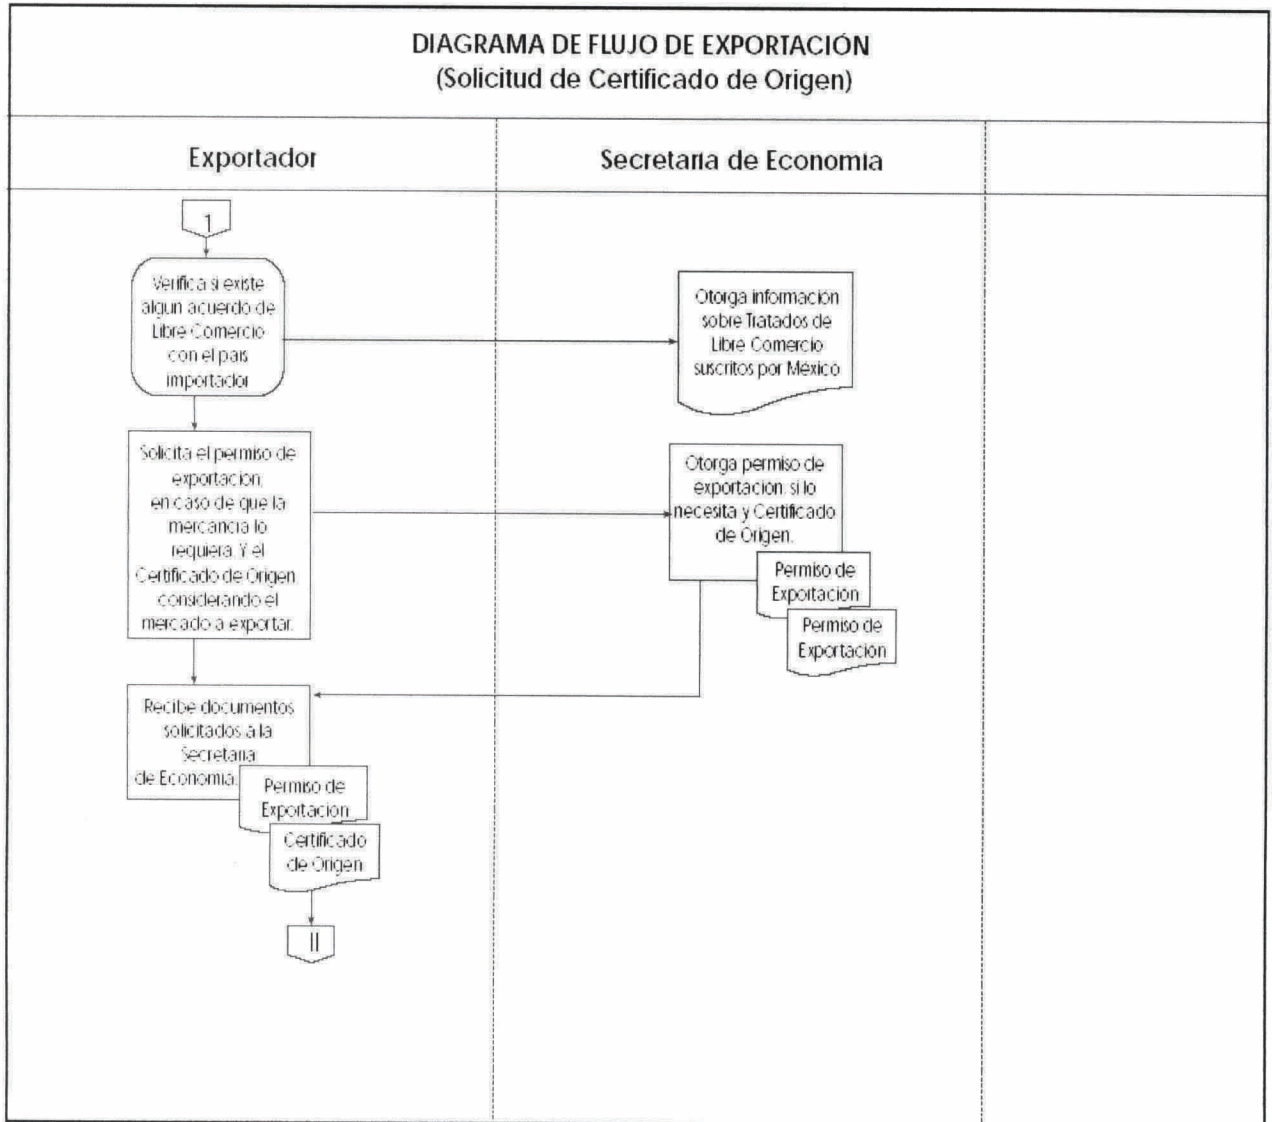 DIAGRAMA DE FLUJO DE EXPORTACIÓN
(Solicitud de Certificado de Origen)
Exportador
Secretaria de Economia
1
Verifica si existe
algun acuerdo de
Libre Comercio
con el pais
importador
Otorga informacion
sobre Tratados de
Libre Comercio
suscritos por Mexico
Solicita el permiso de
exportacion,
en caso de que la
mercancia lo
requiera. Y el
Certificado de Origen
considerando el
mercado a exportar.
Otorga permiso de
exportacion, si lo
necesita y Certificado
de Origen.
Permiso de
Exportacion
Permiso de
Exportacion
Recibe documentos
solicitados a la
Secretaria
de Economia.
Permiso de
Exportacion
Certificado
de Origen
II